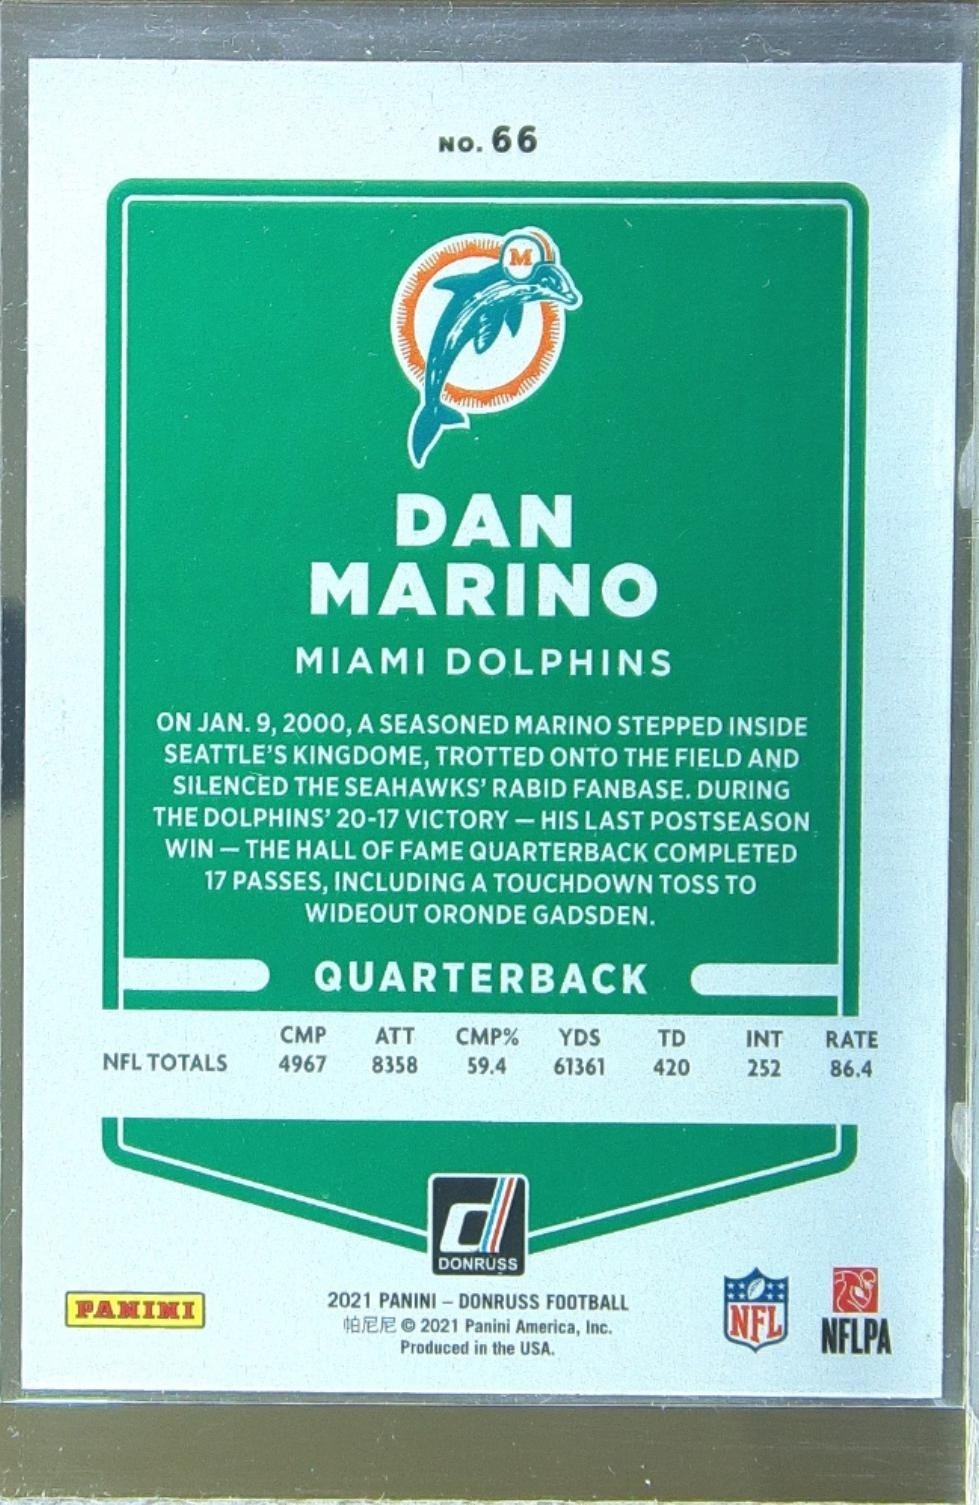 NO. 66
M
DAN
MARINO
MIAMI DOLPHINS
ON JAN. 9, 2000, A SEASONED MARINO STEPPED INSIDE
SEATTLE'S KINGDOME, TROTTED ONTO THE FIELD AND
SILENCED THE SEAHAWKS' RABID FANBASE. DURING
THE DOLPHINS' 20-17 VICTORY — HIS LAST POSTSEASON
WIN — THE HALL OF FAME QUARTERBACK COMPLETED
17 PASSES, INCLUDING A TOUCHDOWN TOSS TO
WIDEOUT ORONDE GADSDEN.
QUARTERBACK
CMP ATT CMP% YDS TD INT RATE
NFL TOTALS 4967 8358 59.4 61361 420 252 86.4
d
DONRUSS
PANINI
2021 PANINI – DONRUSS FOOTBALL
帕尼尼 © 2021 Panini America, Inc.
Produced in the USA.
NFL
NFLPA